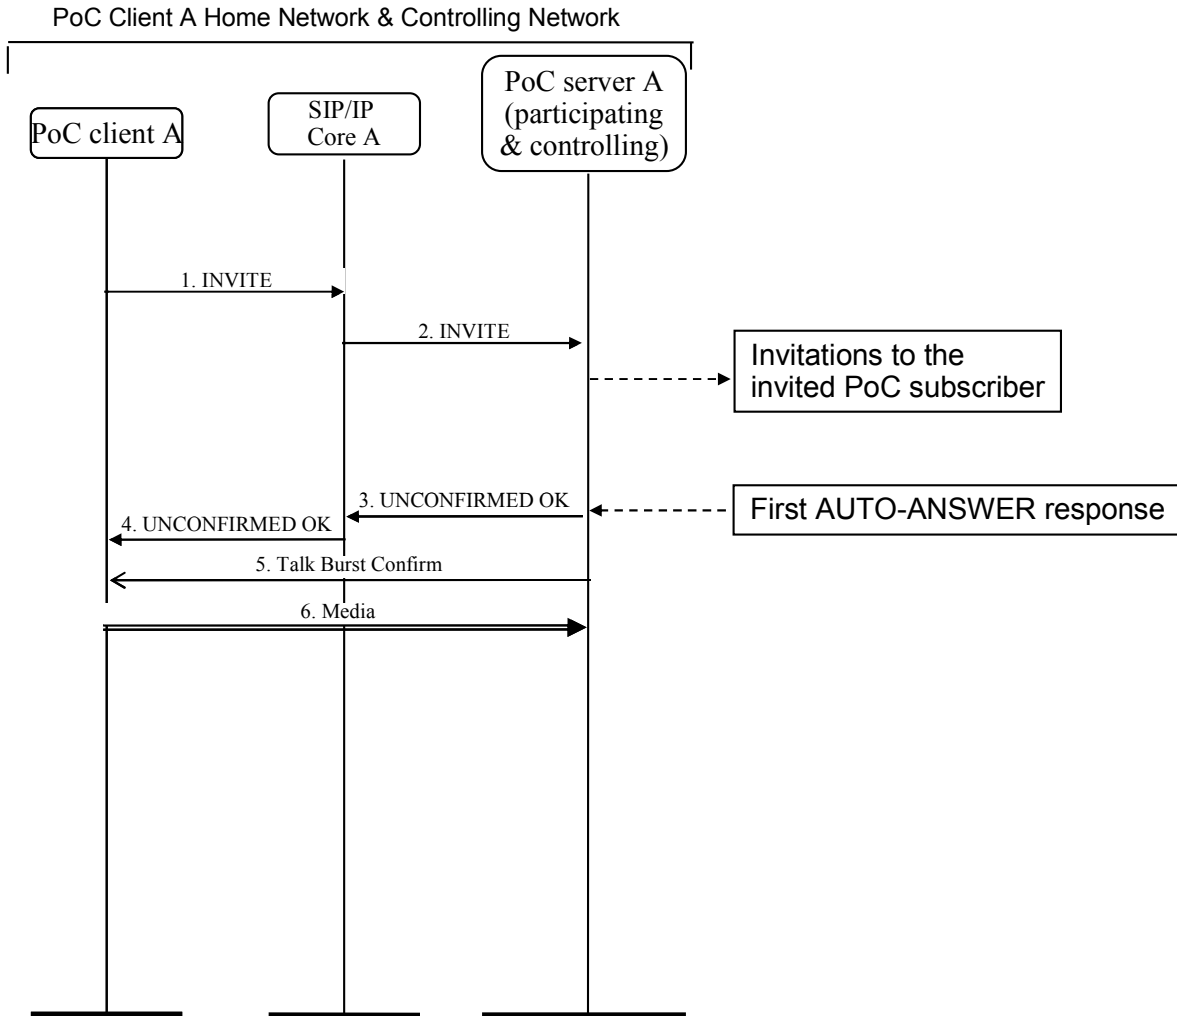 PoC Client A Home Network & Controlling Network
PoC client A
SIP/IP
Core A
PoC server A
(participating
& controlling)
1. INVITE
2. INVITE
Invitations to the
invited PoC subscriber
3. UNCONFIRMED OK
First AUTO-ANSWER response
4. UNCONFIRMED OK
5. Talk Burst Confirm
6. Media